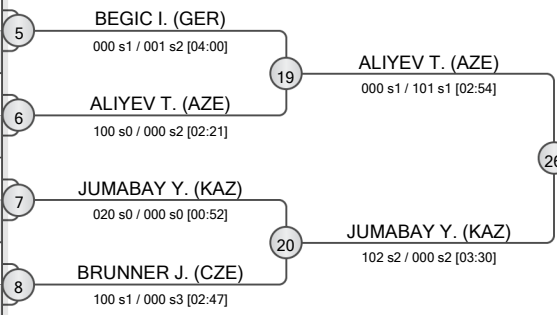 BEGIC I. (GER)
5
000 s1 / 001 s2 [04:00]
19
ALIYEV T. (AZE)
000 s1 / 101 s1 [02:54]
ALIYEV T. (AZE)
6
100 s0 / 000 s2 [02:21]
26
JUMABAY Y. (KAZ)
7
020 s0 / 000 s0 [00:52]
20
JUMABAY Y. (KAZ)
102 s2 / 000 s2 [03:30]
BRUNNER J. (CZE)
8
100 s1 / 000 s3 [02:47]